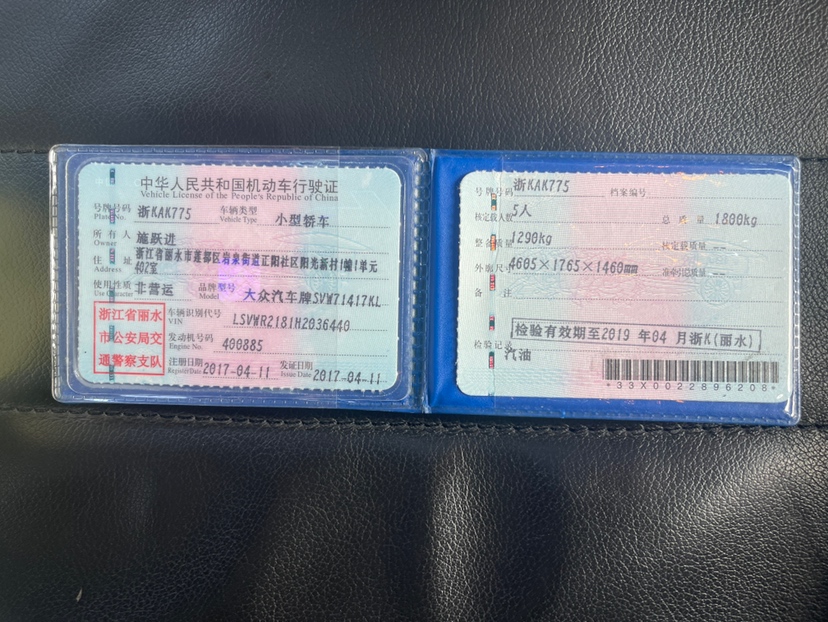 中华人民共和国机动车行驶证
Vehicle License of the People's Republic of China
号牌号码 浙KAK775 车辆类型 小型轿车
Plate No. Vehicle Type
所有人 施跃进
Owner
住址 浙江省丽水市莲都区岩泉街道正阳社区阳光新村1幢1单元
Address 402室
使用性质 非营运 品牌型号 大众汽车牌SVW71417KL
Use Character Model
浙江省丽水
市公安局交
通警察支队
车辆识别代号 LSVWR2181H2036440
VIN
发动机号码 400885
Engine No.
注册日期 2017-04-11 发证日期 2017-04-11
Register Date Issue Date
号牌号码 浙KAK775 档案编号
核定载人数 5人 总质量 1800kg
整备质量 1290kg 核定载质量 --
外廓尺寸 4605×1765×1460mm 准牵引总质量 --
备注
检验有效期至2019年04月浙K(丽水)
检验记录
汽油
*33X0022896208*